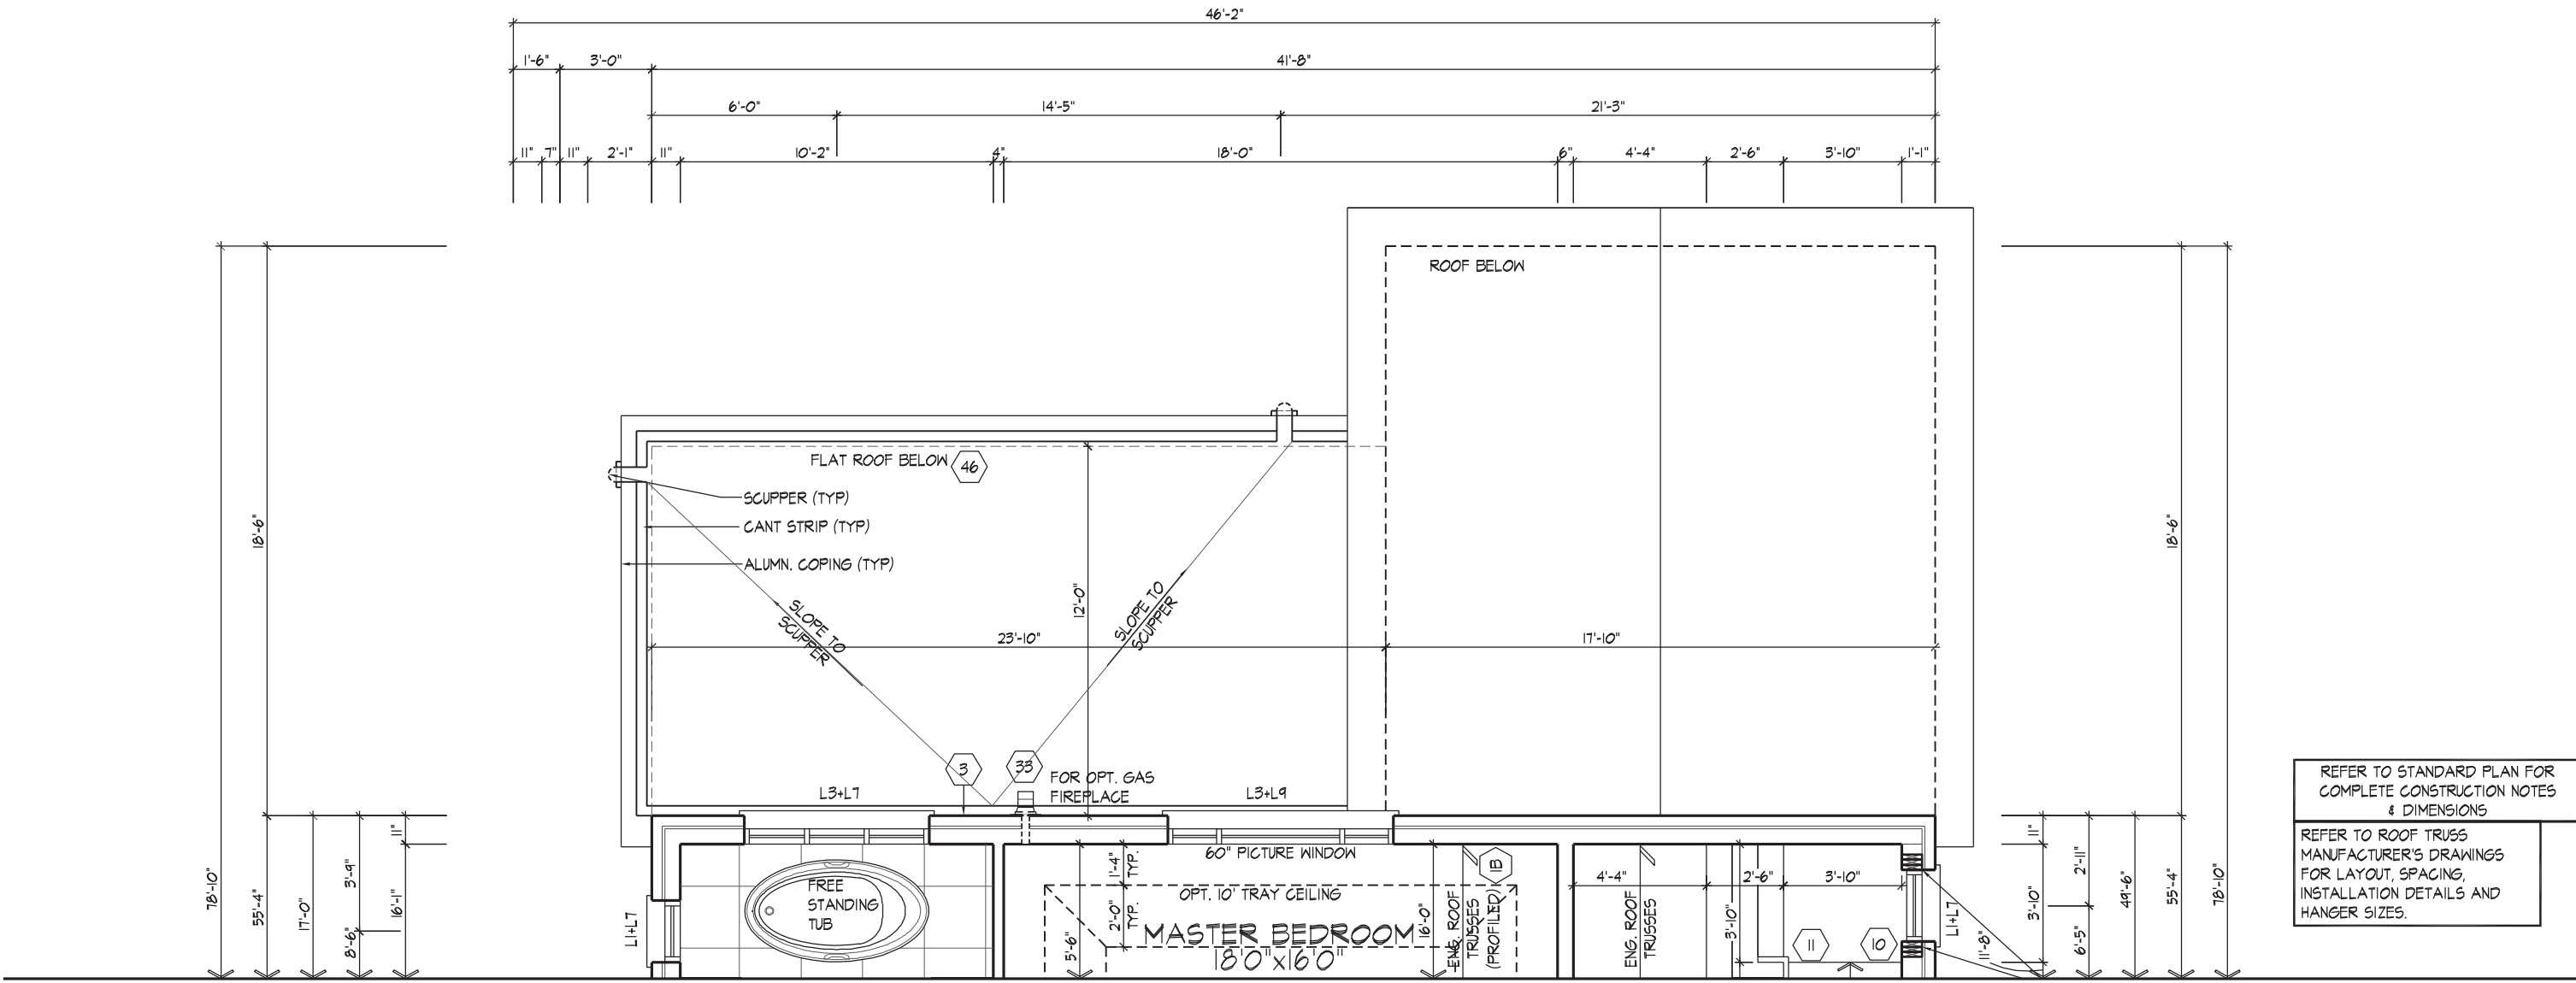 46'-2"
1'-6" 3'-0" 41'-8"
6'-0" 14'-5" 21'-3"
11" 7" 11" 2'-1" 11" 10'-2" 4" 18'-0" 6" 4'-4" 2'-6" 3'-10" 1'-1"
ROOF BELOW
FLAT ROOF BELOW 46
SCUPPER (TYP)
CANT STRIP (TYP)
ALUMN. COPING (TYP)
18'-6"
18'-6"
12'-0"
SLOPE TO
SCUPPER
SLOPE TO
SCUPPER
23'-10" 17'-10"
3 33
FOR OPT. GAS
FIREPLACE
L3+L7 L3+L9
REFER TO STANDARD PLAN FOR
COMPLETE CONSTRUCTION NOTES
& DIMENSIONS
REFER TO ROOF TRUSS
MANUFACTURER'S DRAWINGS
FOR LAYOUT, SPACING,
INSTALLATION DETAILS AND
HANGER SIZES.
78'-10"
55'-4"
17'-0"
3'-9"
8'-6"
11"
16'-1"
L1+L7
FREE
STANDING
TUB
5'-6"
1'-4"
TYP.
2'-0"
TYP.
60" PICTURE WINDOW
OPT. 10' TRAY CEILING
MASTER BEDROOM
18'0"x16'0"
16'-0"
ENG. ROOF
TRUSSES
(PROFILED)
1B
ENG. ROOF
TRUSSES
4'-4" 2'-6" 3'-10"
3'-10"
11 10
L1+L7
11'-8"
11"
3'-10"
2'-11"
6'-5"
49'-6"
55'-4"
78'-10"